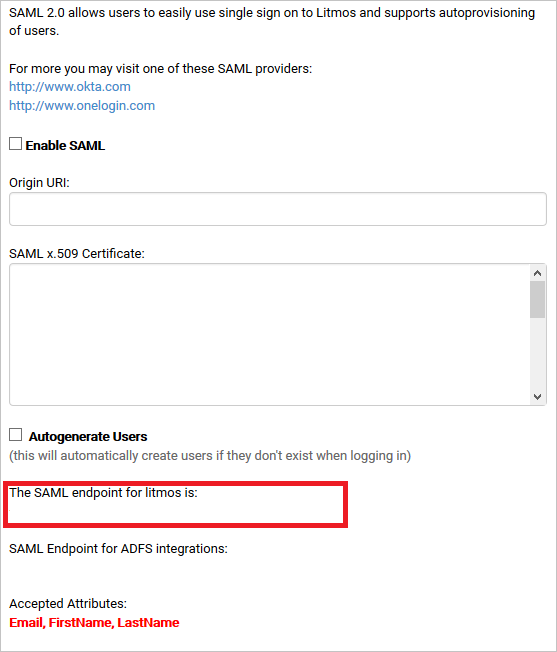 SAML 2.0 allows users to easily use single sign on to Litmos and supports autoprovisioning
of users.
For more you may visit one of these SAML providers:
http://www.okta.com
http://www.onelogin.com
Enable SAML
Origin URI:
SAML x.509 Certificate:
Autogenerate Users
(this will automatically create users if they don't exist when logging in)
The SAML endpoint for litmos is:
SAML Endpoint for ADFS integrations:
Accepted Attributes:
Email, FirstName, LastName